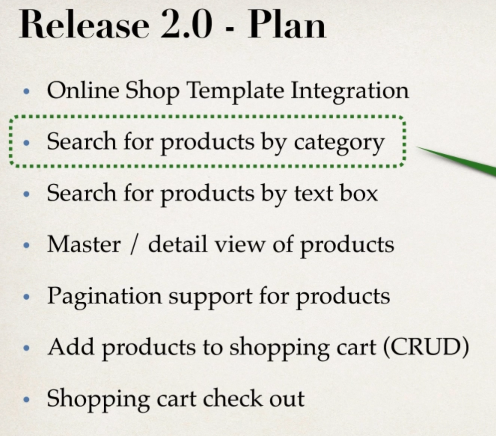 Release 2.0 - Plan
• Online Shop Template Integration
• Search for products by category
• Search for products by text box
• Master / detail view of products
• Pagination support for products
• Add products to shopping cart (CRUD)
• Shopping cart check out